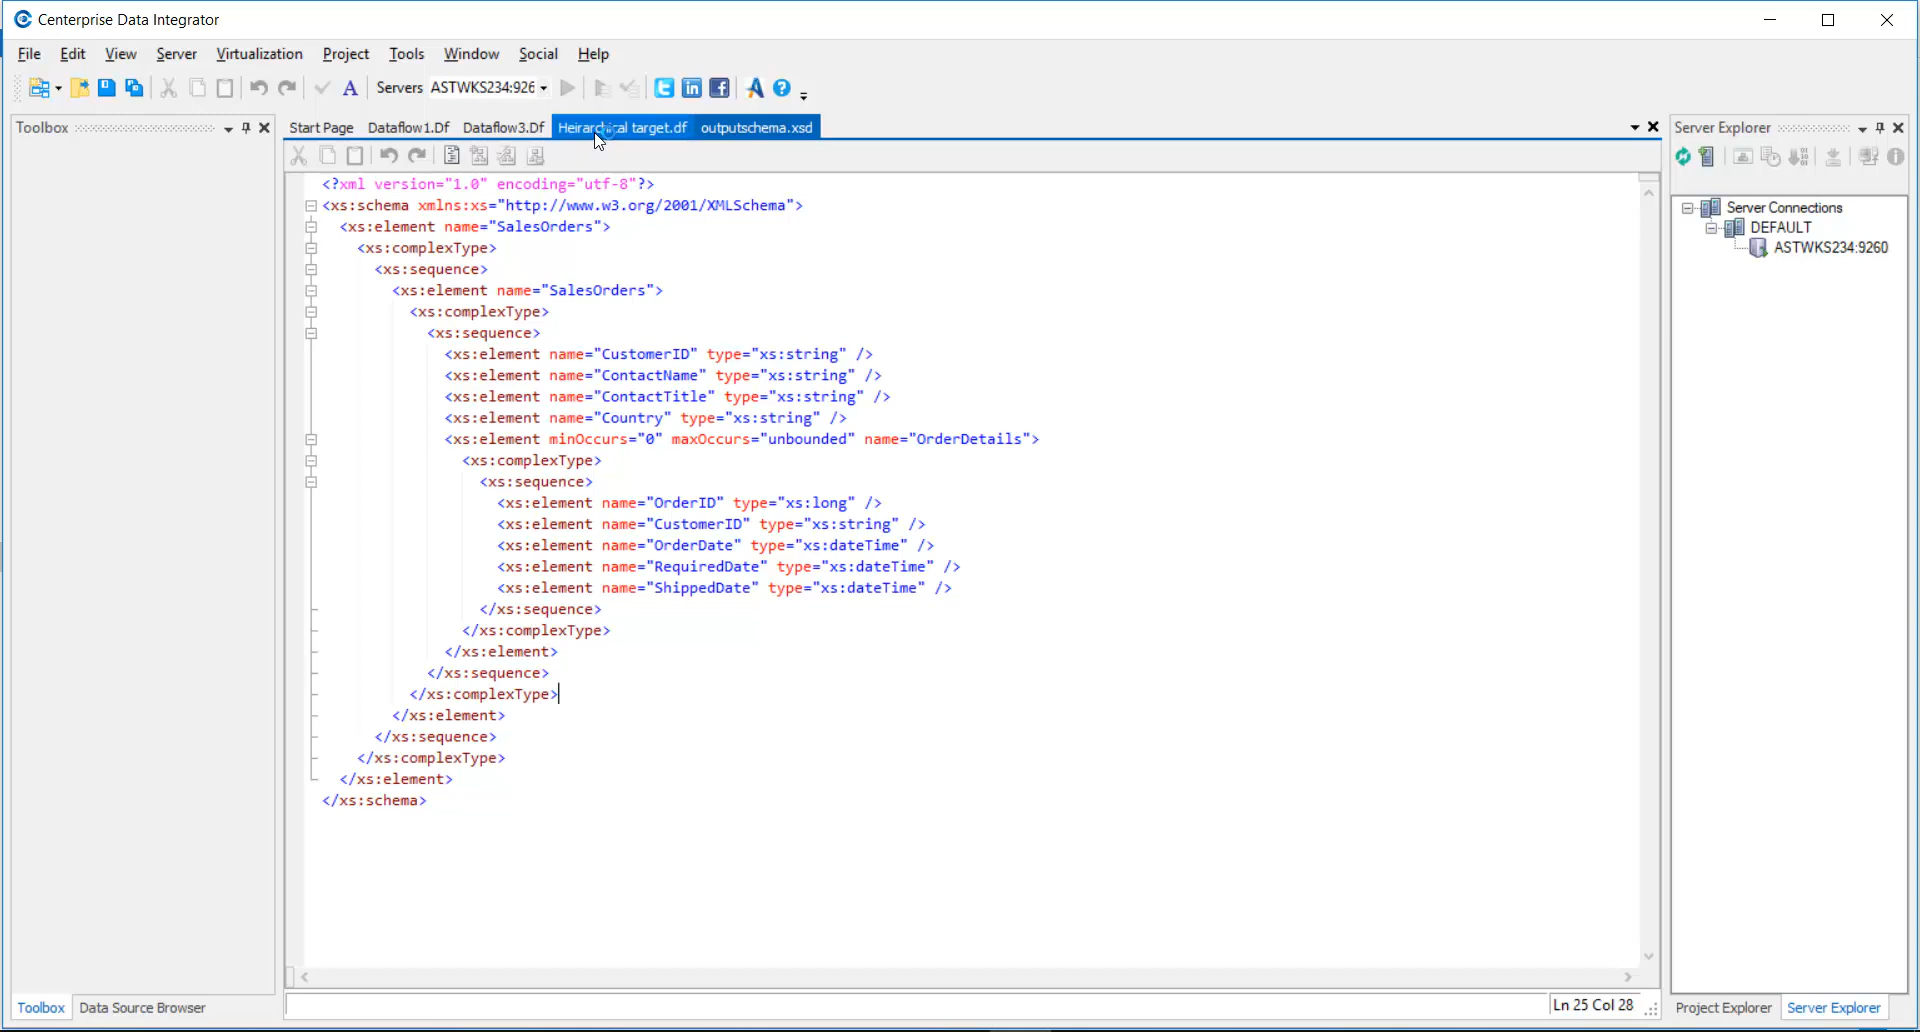 Centerprise Data Integrator
File Edit View Server Virtualization Project Tools Window Social Help
Servers ASTWKS234:926
Toolbox
Start Page Dataflow1.Df Dataflow3.Df Heirarchical target.df outputschema.xsd
Server Explorer
<?xml version="1.0" encoding="utf-8"?>
<xs:schema xmlns:xs="http://www.w3.org/2001/XMLSchema">
<xs:element name="SalesOrders">
<xs:complexType>
<xs:sequence>
<xs:element name="SalesOrders">
<xs:complexType>
<xs:sequence>
<xs:element name="CustomerID" type="xs:string" />
<xs:element name="ContactName" type="xs:string" />
<xs:element name="ContactTitle" type="xs:string" />
<xs:element name="Country" type="xs:string" />
<xs:element minOccurs="0" maxOccurs="unbounded" name="OrderDetails">
<xs:complexType>
<xs:sequence>
<xs:element name="OrderID" type="xs:long" />
<xs:element name="CustomerID" type="xs:string" />
<xs:element name="OrderDate" type="xs:dateTime" />
<xs:element name="RequiredDate" type="xs:dateTime" />
<xs:element name="ShippedDate" type="xs:dateTime" />
</xs:sequence>
</xs:complexType>
</xs:element>
</xs:sequence>
</xs:complexType>
</xs:element>
</xs:sequence>
</xs:complexType>
</xs:element>
</xs:schema>
Server Connections
DEFAULT
ASTWKS234:9260
Toolbox Data Source Browser
Ln 25 Col 28
Project Explorer Server Explorer